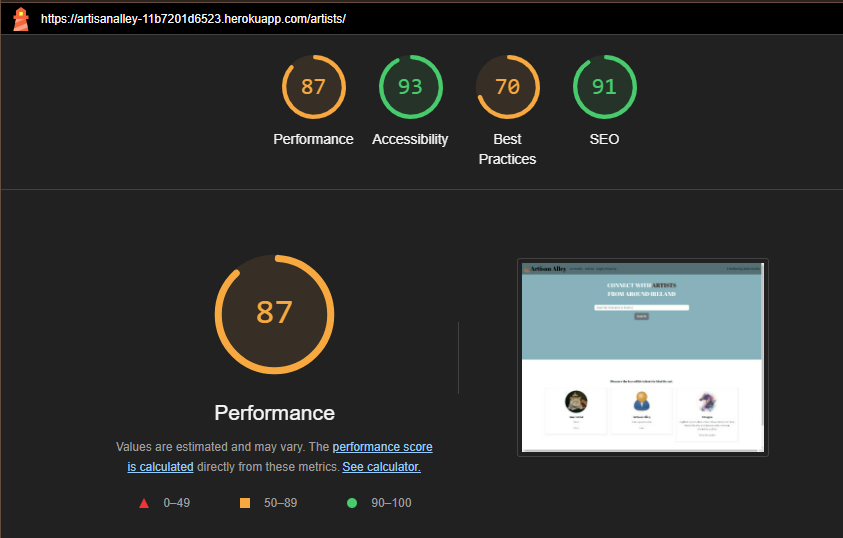 https://artisanalley-11b7201d6523.herokuapp.com/artists/
87
93
70
91
Performance
Accessibility
Best
Practices
SEO
87
Performance
Values are estimated and may vary. The performance score
is calculated directly from these metrics. See calculator.
0–49
50–89
90–100
Artisan Alley
CONNECT WITH ARTISTS
FROM AROUND IRELAND